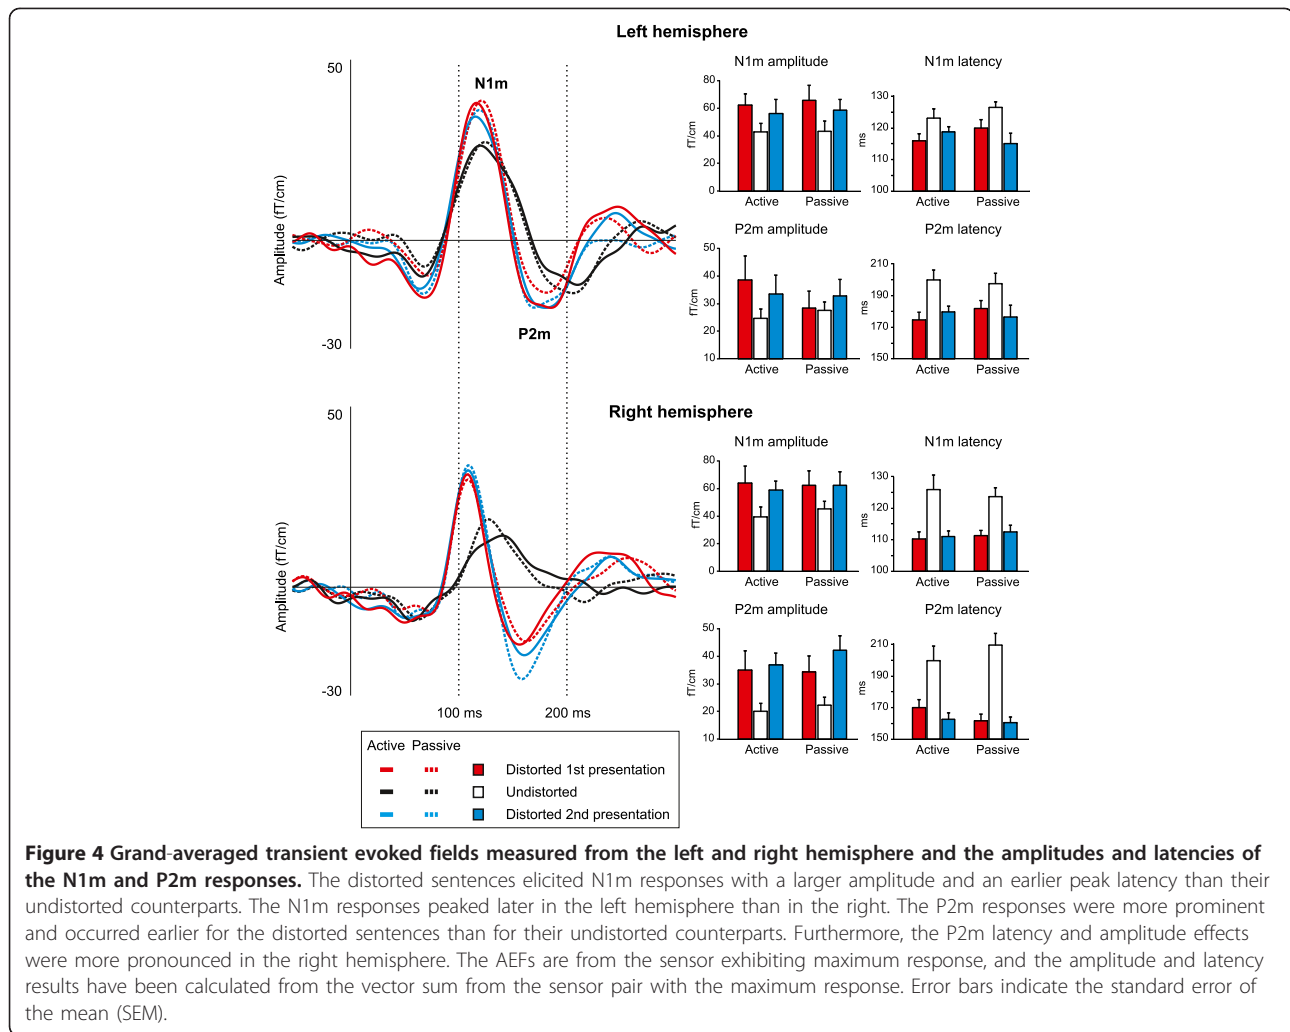 Left hemisphere
50
N1m
Amplitude (fT/cm)
P2m
-30
N1m amplitude
80
60
40
20
0
fT/cm
Active Passive
N1m latency
130
120
110
100
ms
Active Passive
P2m amplitude
50
40
30
20
10
fT/cm
Active Passive
P2m latency
210
190
170
150
ms
Active Passive
Right hemisphere
50
Amplitude (fT/cm)
-30
100 ms 200 ms
N1m amplitude
80
60
40
20
0
fT/cm
Active Passive
N1m latency
130
120
110
100
ms
Active Passive
P2m amplitude
50
40
30
20
10
fT/cm
Active Passive
P2m latency
210
190
170
150
ms
Active Passive
Active Passive
Distorted 1st presentation
Undistorted
Distorted 2nd presentation
Figure 4 Grand-averaged transient evoked fields measured from the left and right hemisphere and the amplitudes and latencies of
the N1m and P2m responses. The distorted sentences elicited N1m responses with a larger amplitude and an earlier peak latency than their
undistorted counterparts. The N1m responses peaked later in the left hemisphere than in the right. The P2m responses were more prominent
and occurred earlier for the distorted sentences than for their undistorted counterparts. Furthermore, the P2m latency and amplitude effects
were more pronounced in the right hemisphere. The AEFs are from the sensor exhibiting maximum response, and the amplitude and latency
results have been calculated from the vector sum from the sensor pair with the maximum response. Error bars indicate the standard error of
the mean (SEM).